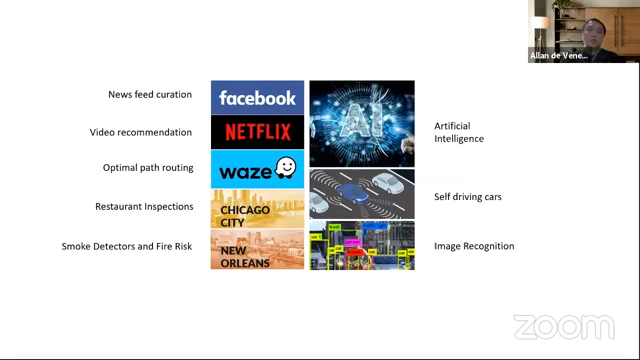 Allan de Vene...
News feed curation
facebook
AI
Video recommendation
NETFLIX
Artificial
Intelligence
Optimal path routing
waze
Restaurant Inspections
CHICAGO
CITY
Self driving cars
Smoke Detectors and Fire Risk
NEW
ORLEANS
Image Recognition
zoom